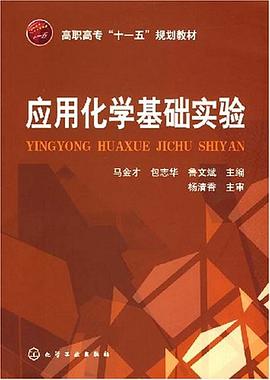 高职高专“十一五”规划教材
应用化学基础实验
YINGYONG HUAXUE JICHU SHIYAN
马金才 包志华 鲁文斌 主编
杨清香 主审
化学工业出版社